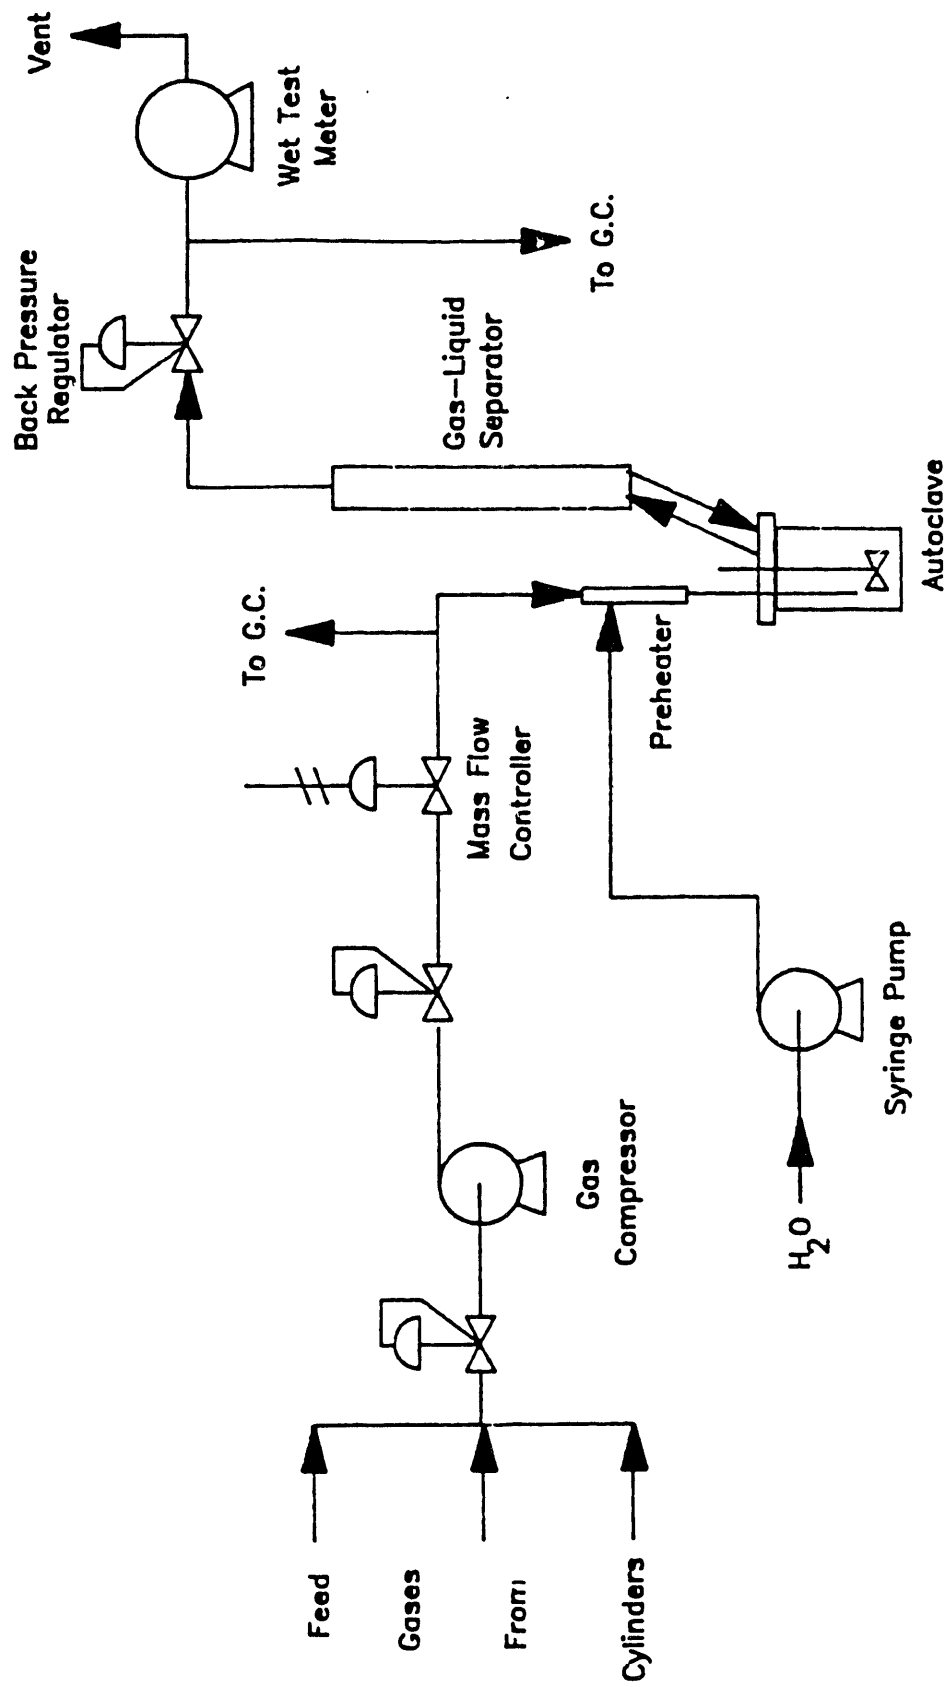 Feed
Gases
From
Cylinders
Gas
Compressor
H2O
Syringe Pump
Mass Flow
Controller
To G.C.
Preheater
Autoclave
Gas-Liquid
Separator
Back Pressure
Regulator
To G.C.
Wet Test
Meter
Vent